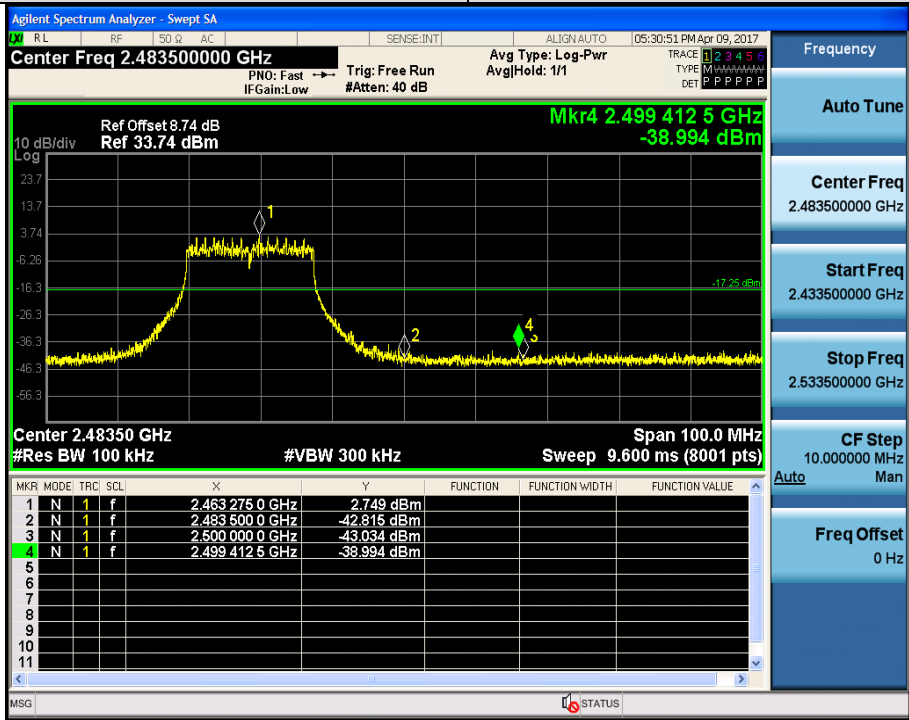 Agilent Spectrum Analyzer - Swept SA
LXI RL RF 50 Ω AC SENSE:INT ALIGN AUTO 05:30:51 PM Apr 09, 2017
Center Freq 2.483500000 GHz
PNO: Fast
IFGain:Low
Trig: Free Run
#Atten: 40 dB
Avg Type: Log-Pwr
Avg|Hold: 1/1
TRACE 1 2 3 4 5 6
TYPE M WWWWW
DET P P P P P P
Ref Offset 8.74 dB
10 dB/div Ref 33.74 dBm
Log
Mkr4 2.499 412 5 GHz
-38.994 dBm
23.7
13.7
3.74
-6.26
-16.3
-26.3
-36.3
-46.3
-56.3
1
2
4
3
-17.25 dBm
Center 2.48350 GHz Span 100.0 MHz
#Res BW 100 kHz #VBW 300 kHz Sweep 9.600 ms (8001 pts)
MKR MODE TRC SCL X Y FUNCTION FUNCTION WIDTH FUNCTION VALUE
1 N 1 f 2.463 275 0 GHz 2.749 dBm
2 N 1 f 2.483 500 0 GHz -42.815 dBm
3 N 1 f 2.500 000 0 GHz -43.034 dBm
4 N 1 f 2.499 412 5 GHz -38.994 dBm
5
6
7
8
9
10
11
MSG STATUS
Frequency
Auto Tune
Center Freq
2.483500000 GHz
Start Freq
2.433500000 GHz
Stop Freq
2.533500000 GHz
CF Step
10.000000 MHz
Auto Man
Freq Offset
0 Hz